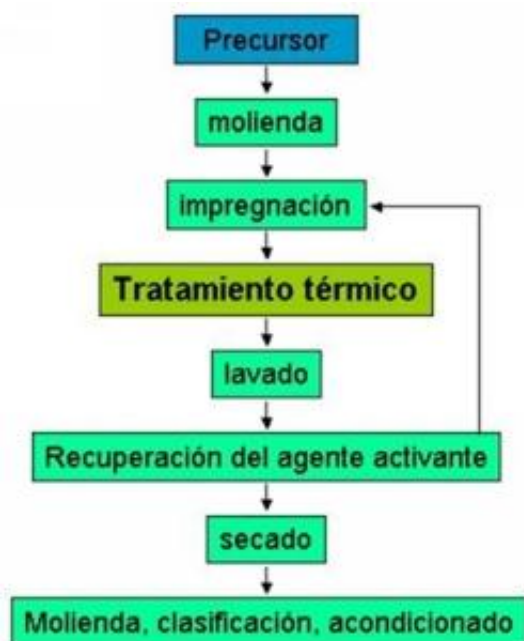 Precursor
molienda
impregnación
Tratamiento térmico
lavado
Recuperación del agente activante
secado
Molienda, clasificación, acondicionado